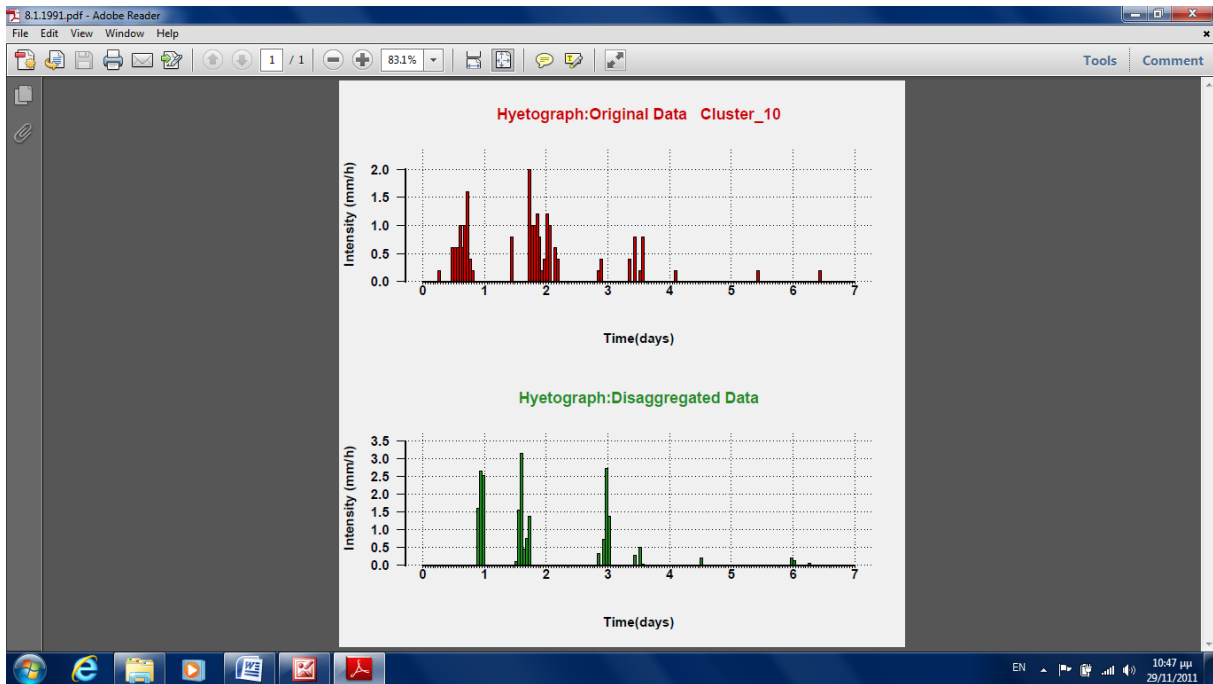 8.1.1991.pdf - Adobe Reader
File Edit View Window Help
1 / 1 83.1% Tools Comment
Hyetograph:Original Data Cluster_10
Intensity (mm/h)
2.0
1.5
1.0
0.5
0.0
0 1 2 3 4 5 6 7
Time(days)
Hyetograph:Disaggregated Data
Intensity (mm/h)
3.5
3.0
2.5
2.0
1.5
1.0
0.5
0.0
0 1 2 3 4 5 6 7
Time(days)
EN 10:47 μμ
29/11/2011